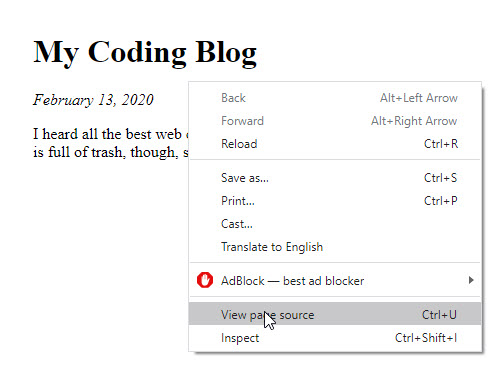 My Coding Blog
February 13, 2020
I heard all the best web
is full of trash, though,
Back Alt+Left Arrow
Forward Alt+Right Arrow
Reload Ctrl+R
Save as... Ctrl+S
Print... Ctrl+P
Cast...
Translate to English
AdBlock — best ad blocker
View page source Ctrl+U
Inspect Ctrl+Shift+I